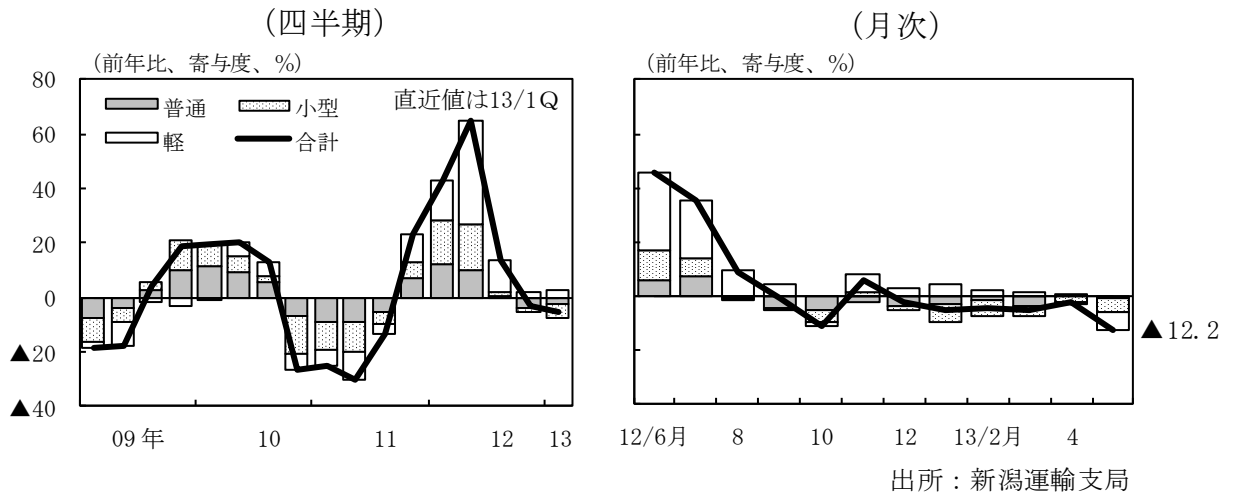 (四半期)
(前年比、寄与度、%)
80
60
40
20
0
▲20
▲40
普通
小型
軽
合計
直近値は13/1Q
09年
10
11
12
13
(月次)
(前年比、寄与度、%)
▲12.2
12/6月
8
10
12
13/2月
4
出所：新潟運輸支局